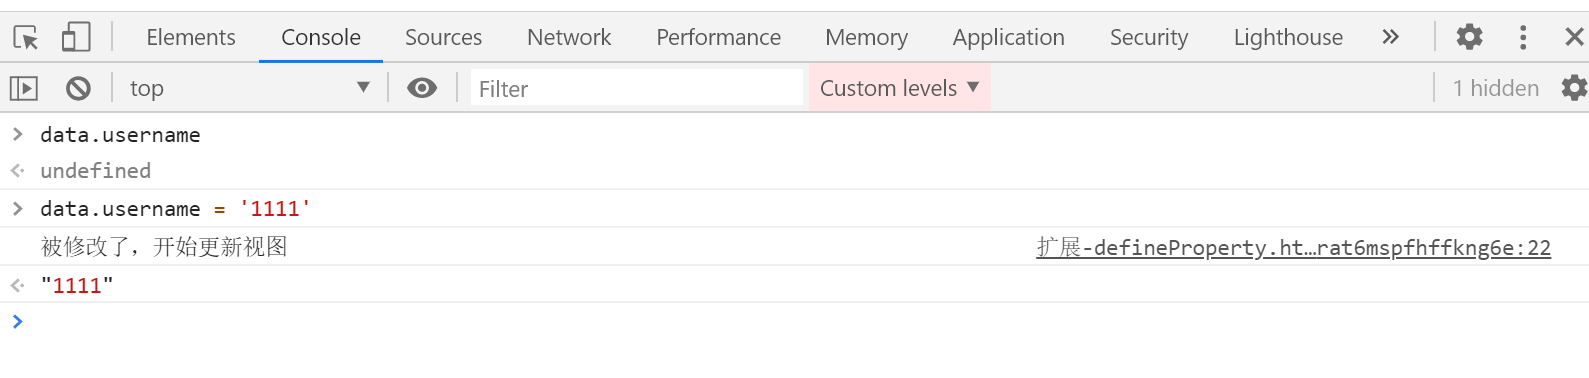 Elements Console Sources Network Performance Memory Application Security Lighthouse
top Filter Custom levels 1 hidden
data.username
undefined
data.username = '1111'
被修改了，开始更新视图 扩展-defineProperty.ht…rat6mspfhffkng6e:22
"1111"